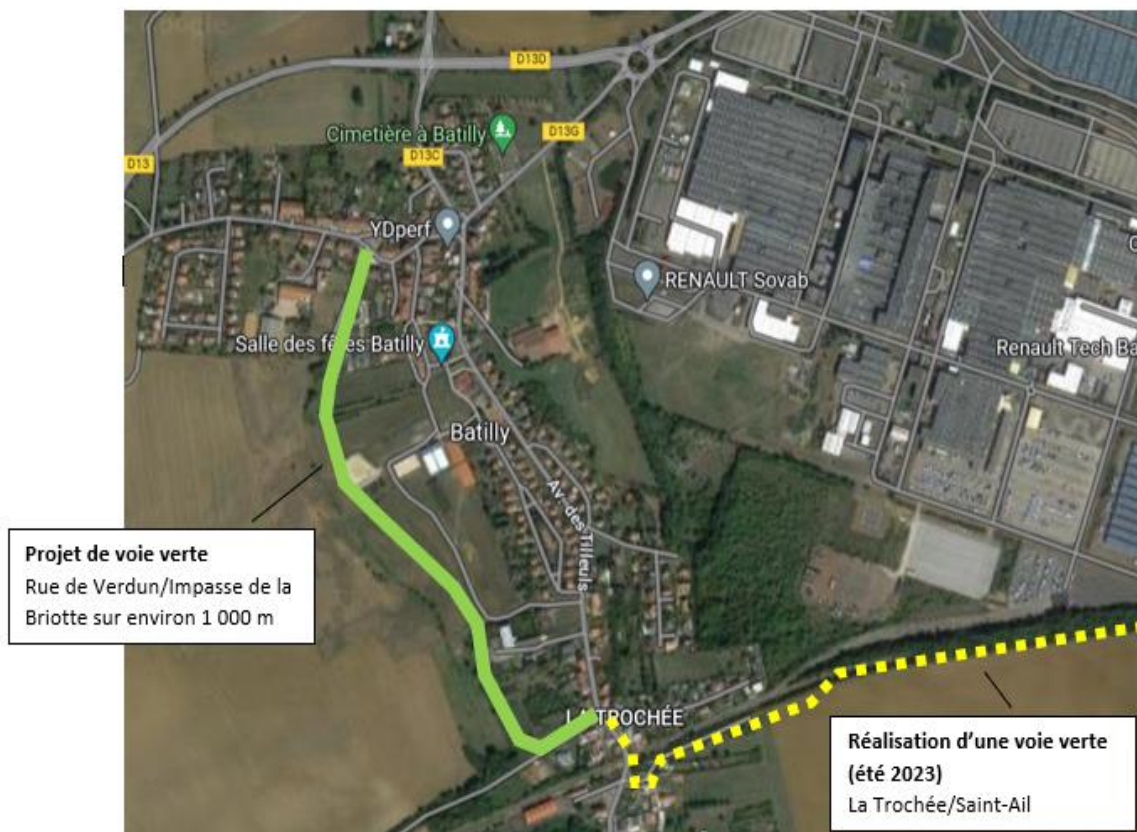 D13D
Cimetière à Batilly
D13G
D13C
D13
YDperf
RENAULT Sovab
Salle des fêtes Batilly
Renault Tech Ba
Batilly
Av. des Tilleuls
Projet de voie verte
Rue de Verdun/Impasse de la
Briotte sur environ 1 000 m
LA TROCHÉE
Réalisation d’une voie verte
(été 2023)
La Trochée/Saint-Ail